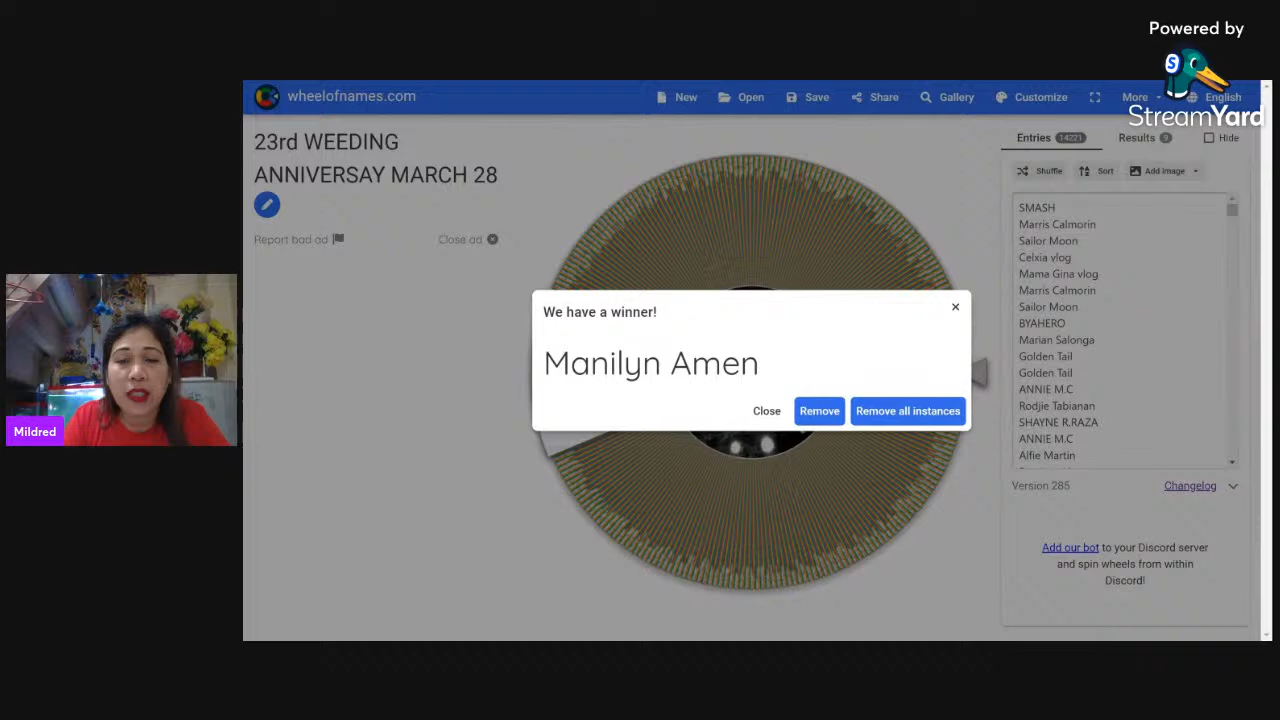 Powered by
StreamYard
wheelofnames.com
New
Open
Save
Share
Gallery
Customize
More
English
23rd WEEDING
ANNIVERSAY MARCH 28
Report bad ad
Close ad
Entries 14221
Results 9
Hide
Shuffle
Sort
Add image
SMASH
Marris Calmorin
Sailor Moon
Celxia vlog
Mama Gina vlog
Marris Calmorin
Sailor Moon
BYAHERO
Marian Salonga
Golden Tail
Golden Tail
ANNIE M.C
Rodjie Tabianan
SHAYNE R.RAZA
ANNIE M.C
Alfie Martin
Version 285
Changelog
Add our bot to your Discord server
and spin wheels from within
Discord!
We have a winner!
Manilyn Amen
Close
Remove
Remove all instances
Mildred